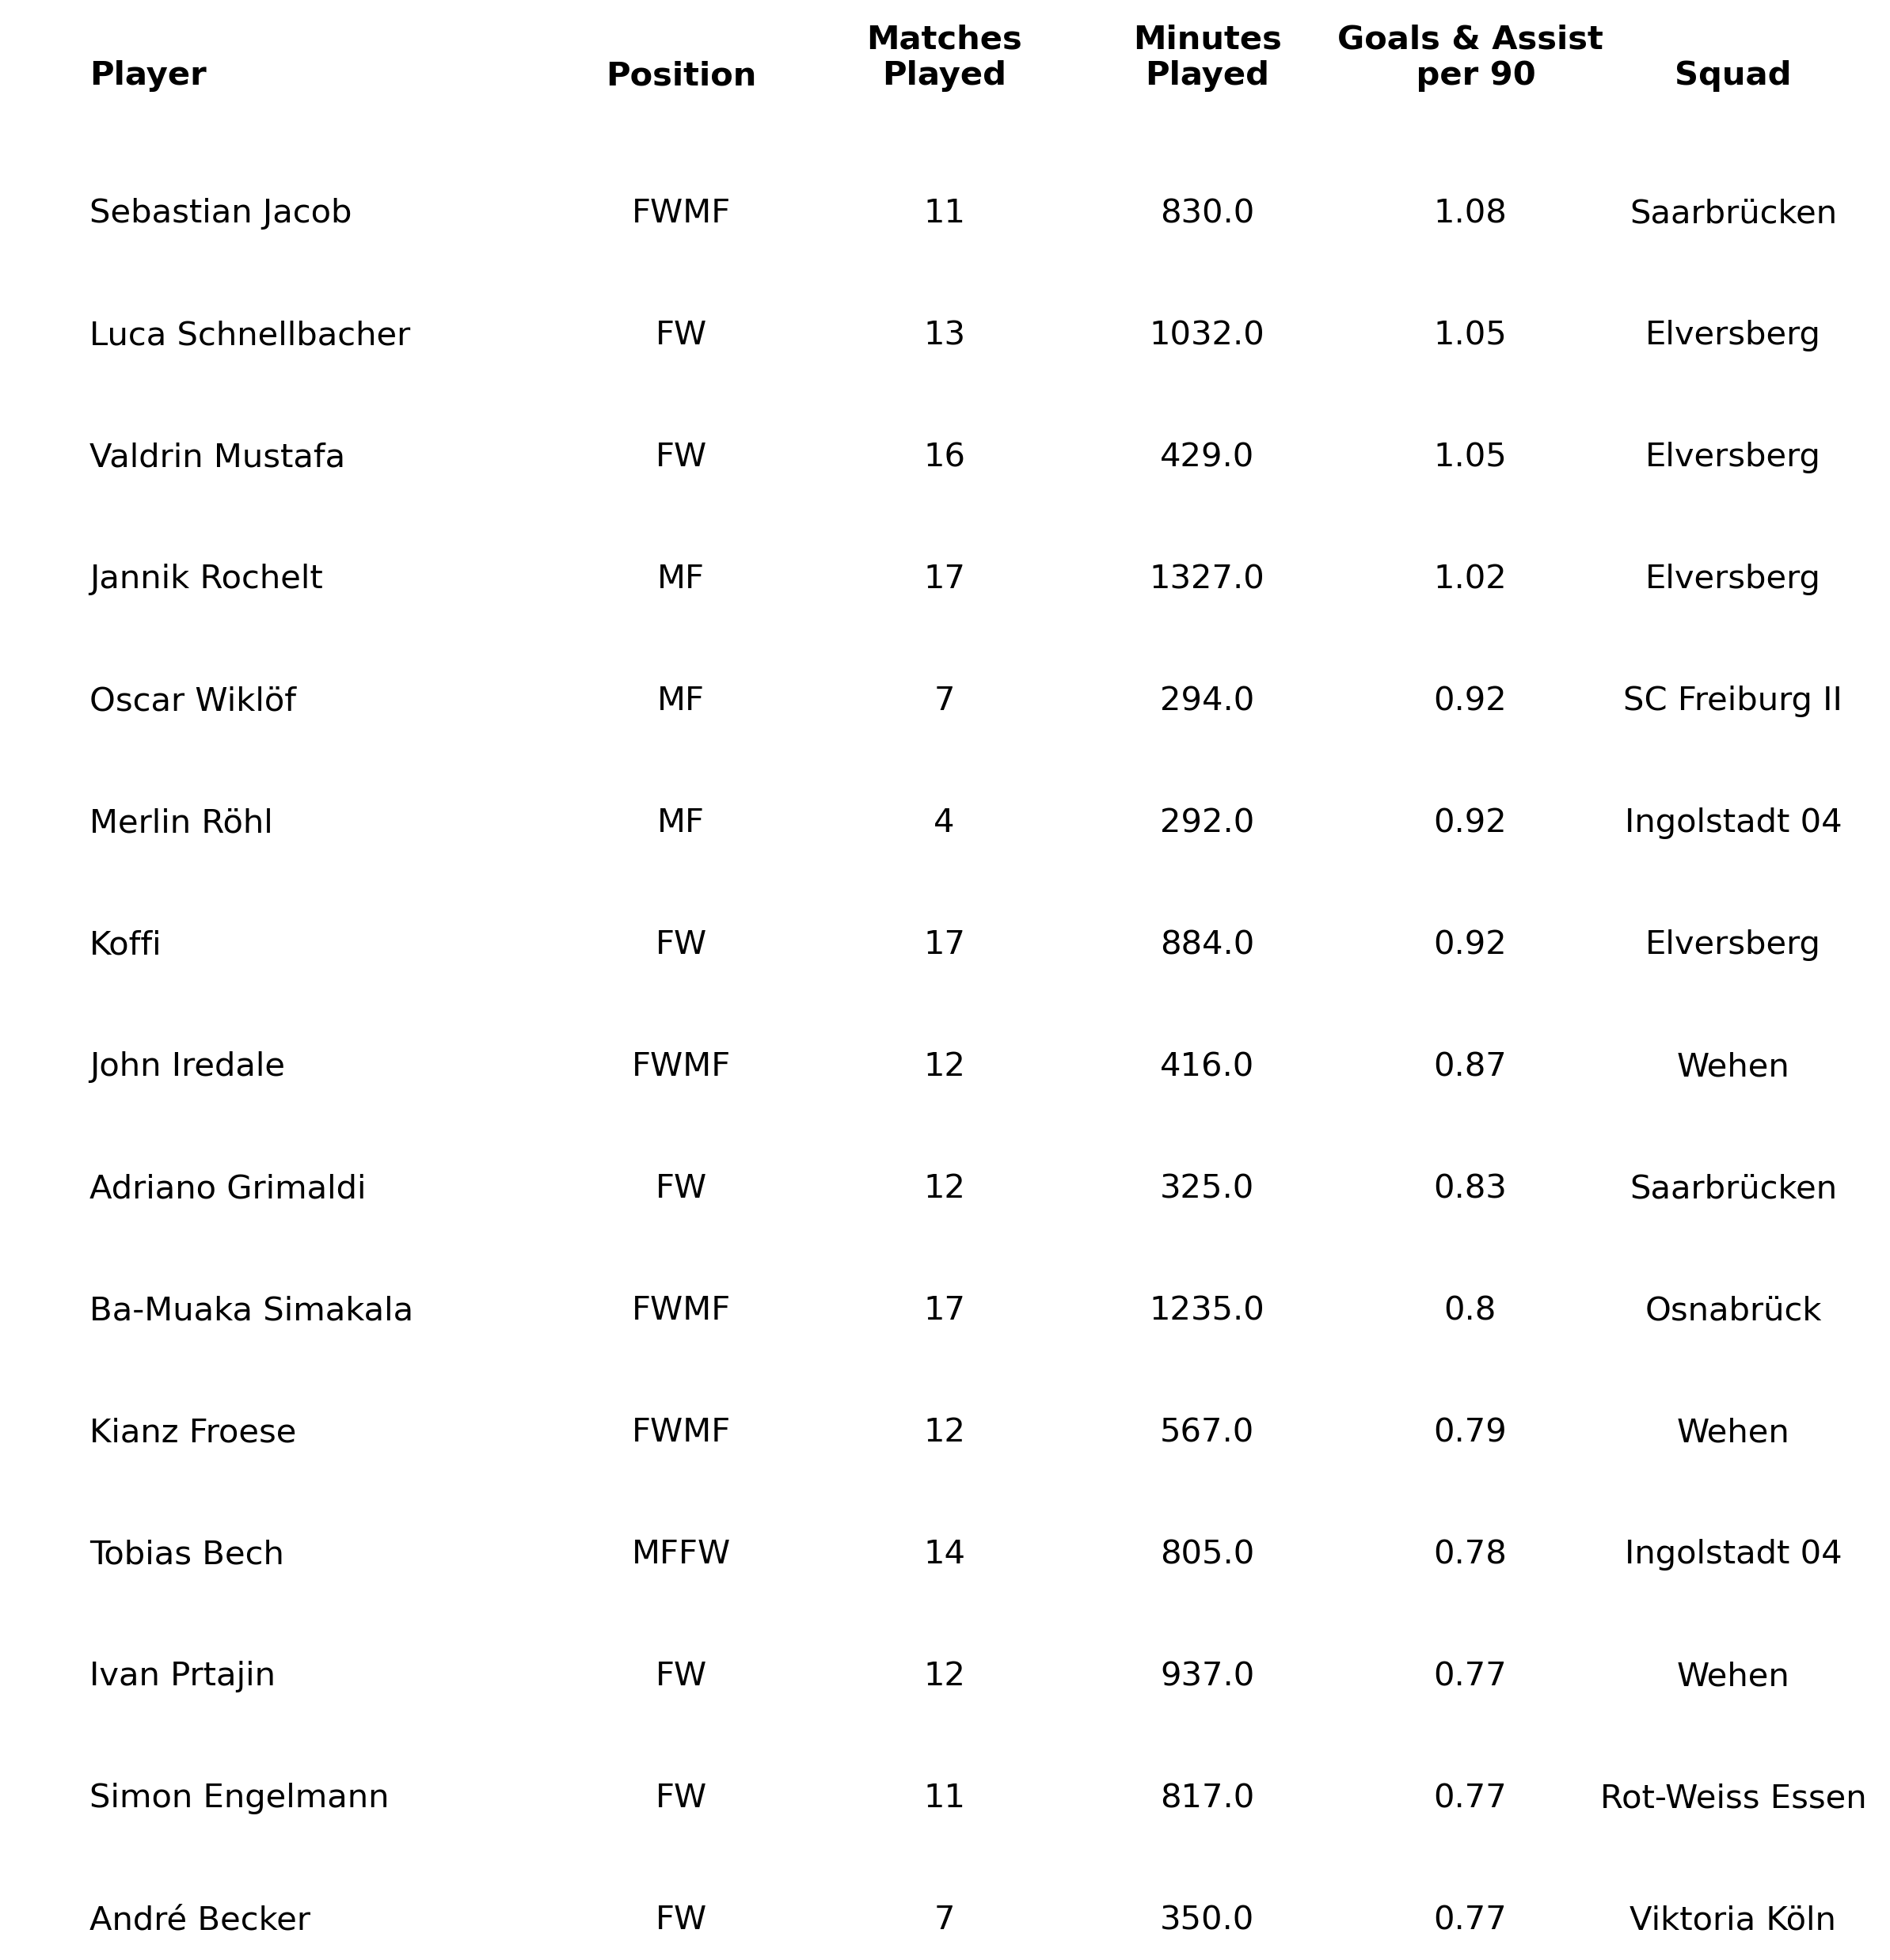 Player Position Matches Played Minutes Played Goals & Assist per 90 Squad
Sebastian Jacob FWMF 11 830.0 1.08 Saarbrücken
Luca Schnellbacher FW 13 1032.0 1.05 Elversberg
Valdrin Mustafa FW 16 429.0 1.05 Elversberg
Jannik Rochelt MF 17 1327.0 1.02 Elversberg
Oscar Wiklöf MF 7 294.0 0.92 SC Freiburg II
Merlin Röhl MF 4 292.0 0.92 Ingolstadt 04
Koffi FW 17 884.0 0.92 Elversberg
John Iredale FWMF 12 416.0 0.87 Wehen
Adriano Grimaldi FW 12 325.0 0.83 Saarbrücken
Ba-Muaka Simakala FWMF 17 1235.0 0.8 Osnabrück
Kianz Froese FWMF 12 567.0 0.79 Wehen
Tobias Bech MFFW 14 805.0 0.78 Ingolstadt 04
Ivan Prtajin FW 12 937.0 0.77 Wehen
Simon Engelmann FW 11 817.0 0.77 Rot-Weiss Essen
André Becker FW 7 350.0 0.77 Viktoria Köln